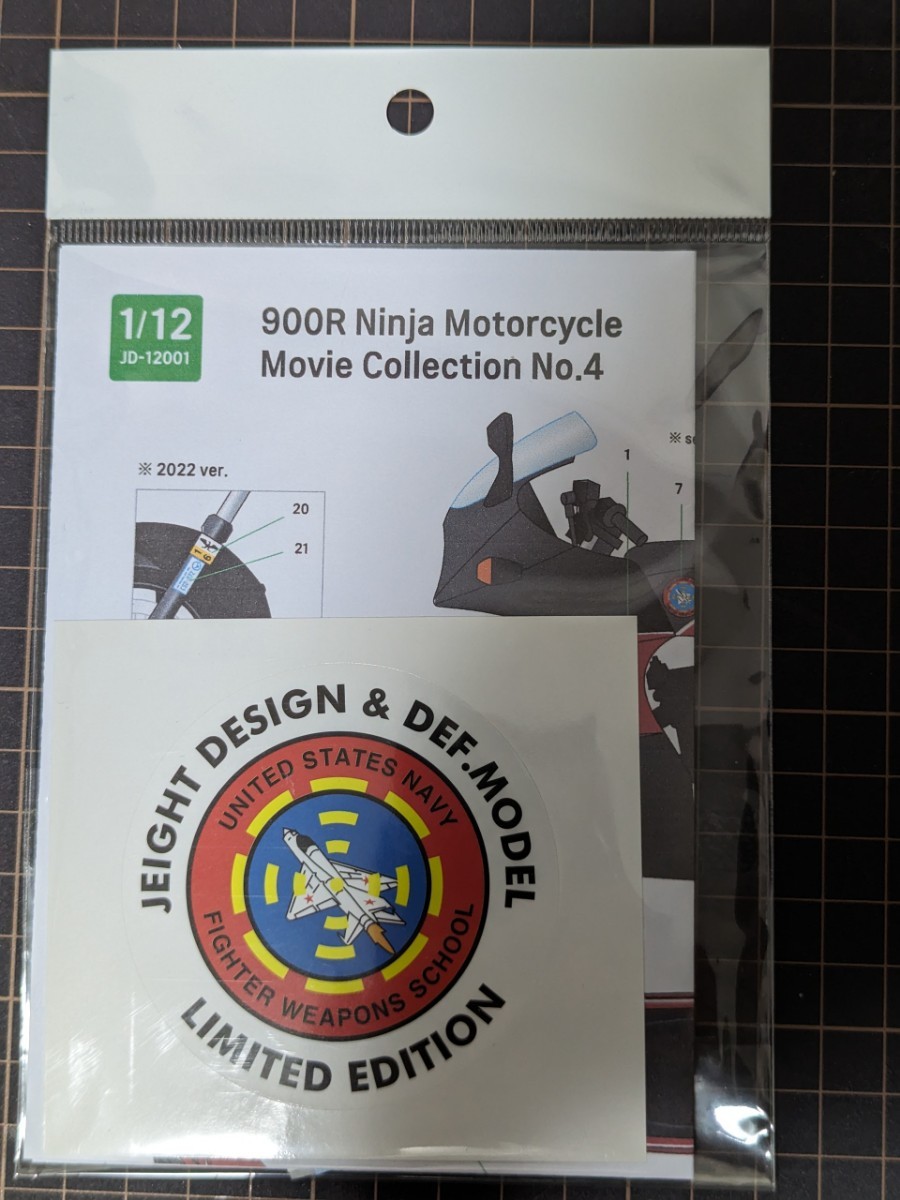 1/12
JD-12001
900R Ninja Motorcycle
Movie Collection No.4
※ 2022 ver.
20
21
1
7
JEIGHT DESIGN & DEF.MODEL
UNITED STATES NAVY
FIGHTER WEAPONS SCHOOL
LIMITED EDITION